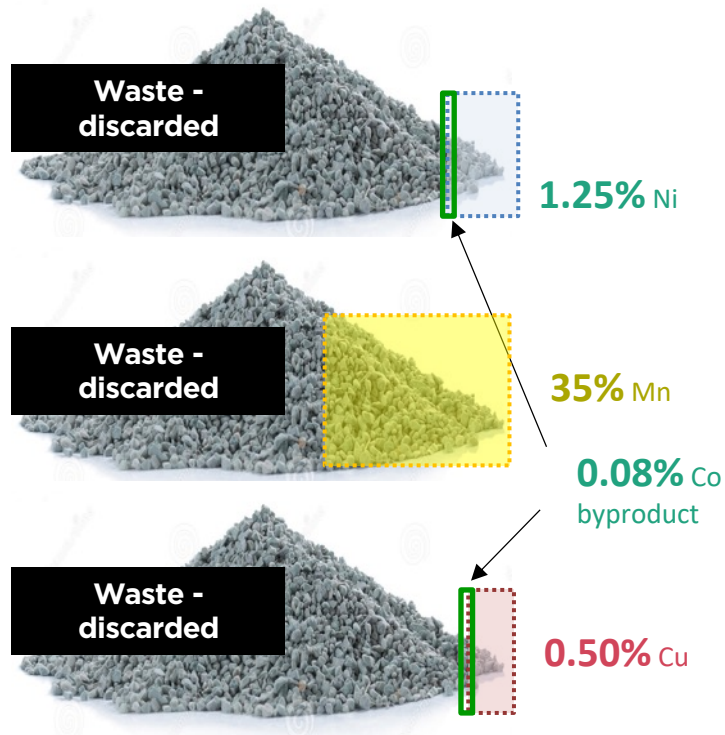 Waste -
discarded
1.25% Ni
Waste -
discarded
35% Mn
0.08% Co
byproduct
Waste -
discarded
0.50% Cu